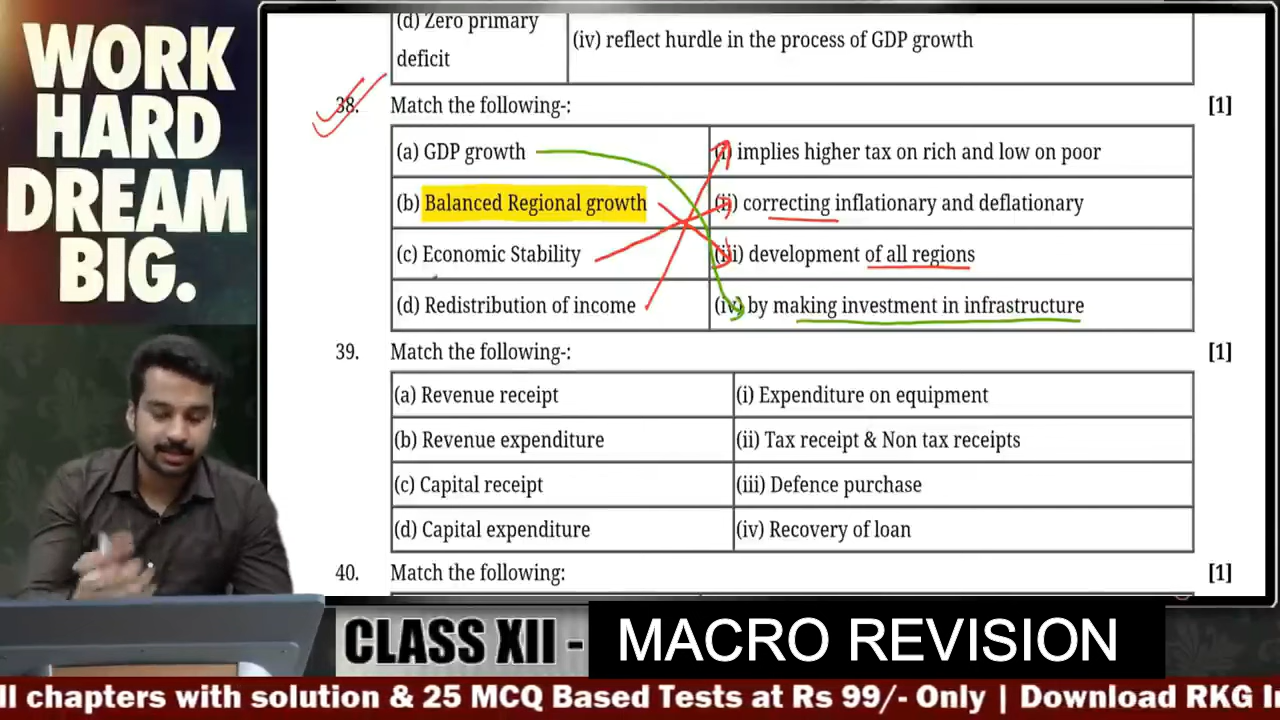 WORK
HARD
DREAM
BIG.
(d) Zero primary
deficit
(iv) reflect hurdle in the process of GDP growth
38. Match the following-: [1]
(a) GDP growth (i) implies higher tax on rich and low on poor
(b) Balanced Regional growth (ii) correcting inflationary and deflationary
(c) Economic Stability (iii) development of all regions
(d) Redistribution of income (iv) by making investment in infrastructure
39. Match the following-: [1]
(a) Revenue receipt (i) Expenditure on equipment
(b) Revenue expenditure (ii) Tax receipt & Non tax receipts
(c) Capital receipt (iii) Defence purchase
(d) Capital expenditure (iv) Recovery of loan
40. Match the following: [1]
CLASS XII - MACRO REVISION
ll chapters with solution & 25 MCQ Based Tests at Rs 99/- Only | Download RKG I